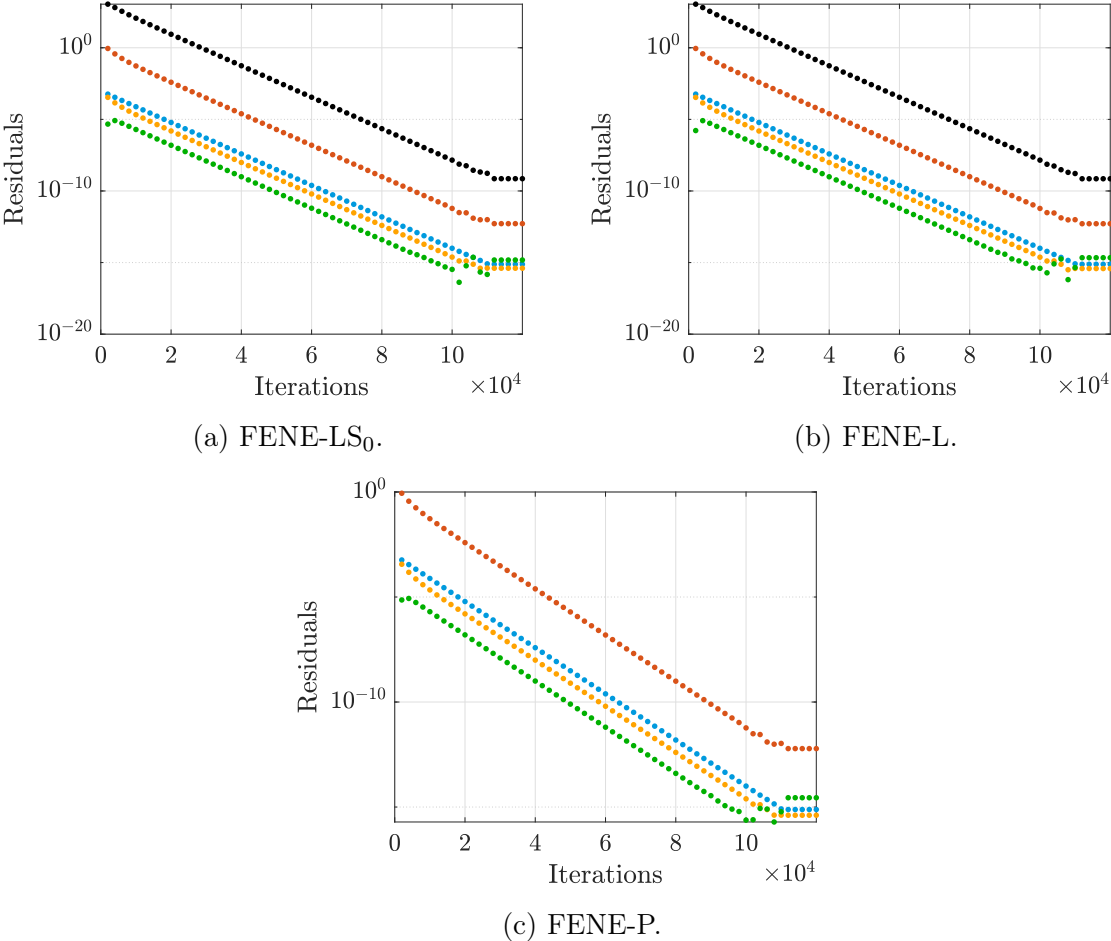 10^0
10^−10
10^−20
Residuals
0 2 4 6 8 10
×10^4
Iterations
(a) FENE-LS_0.
10^0
10^−10
10^−20
Residuals
0 2 4 6 8 10
×10^4
Iterations
(b) FENE-L.
10^0
10^−10
Residuals
0 2 4 6 8 10
×10^4
Iterations
(c) FENE-P.